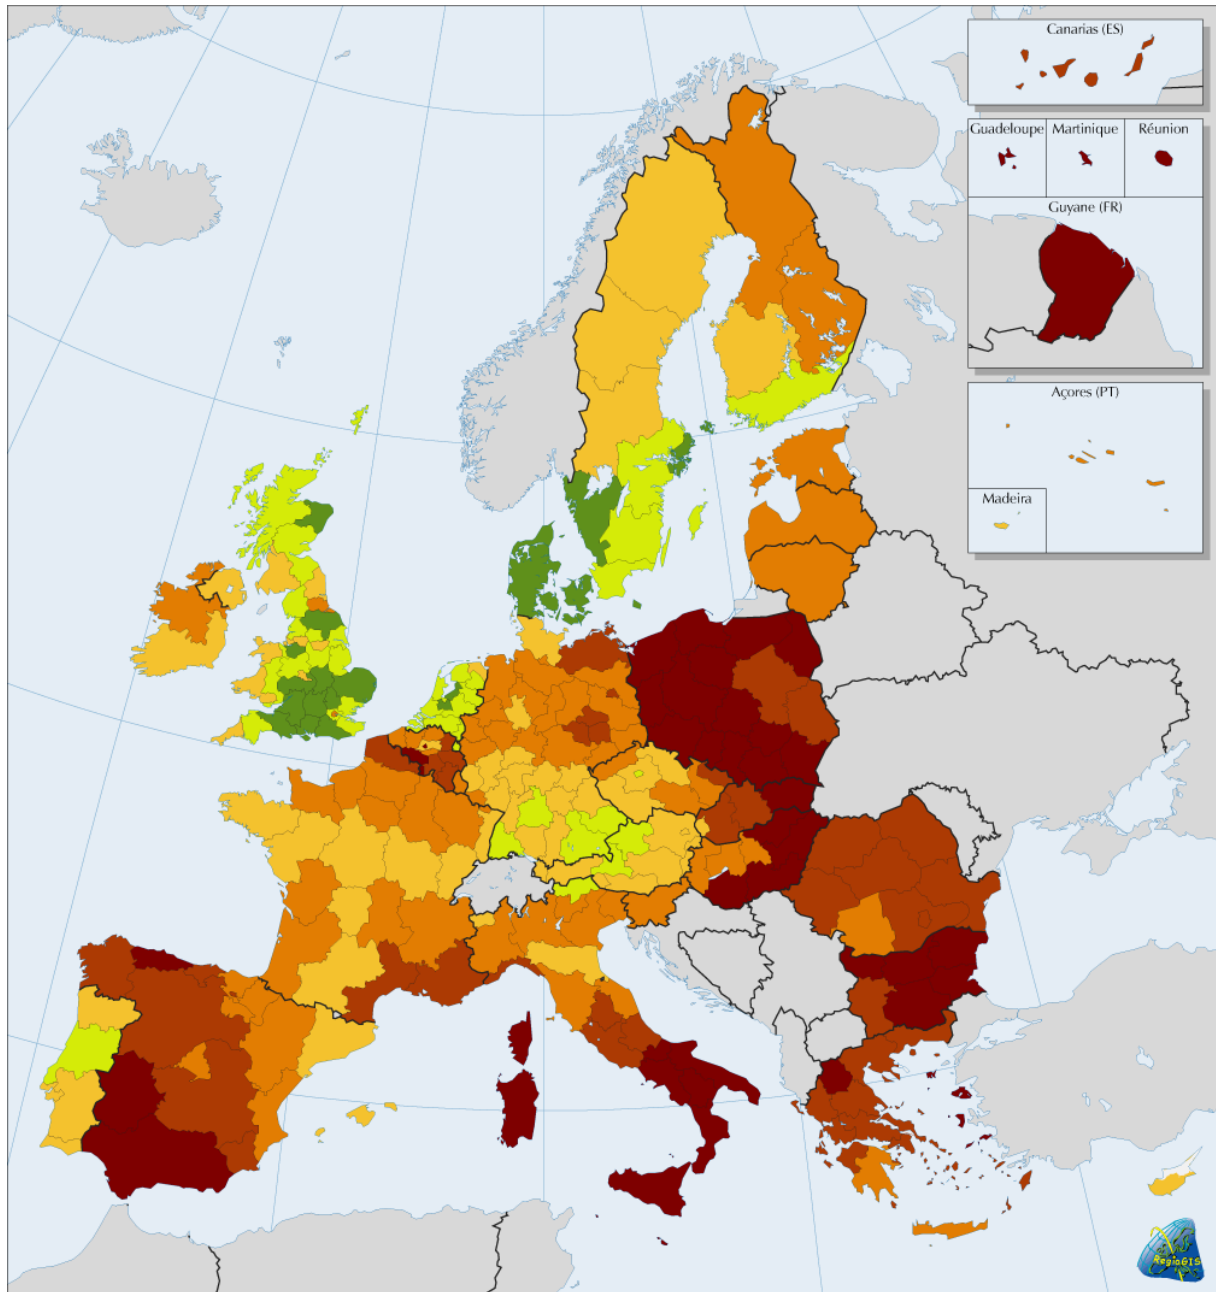 Canarias (ES)
Guadeloupe
Martinique
Réunion
Guyane (FR)
Açores (PT)
Madeira
RegioGIS